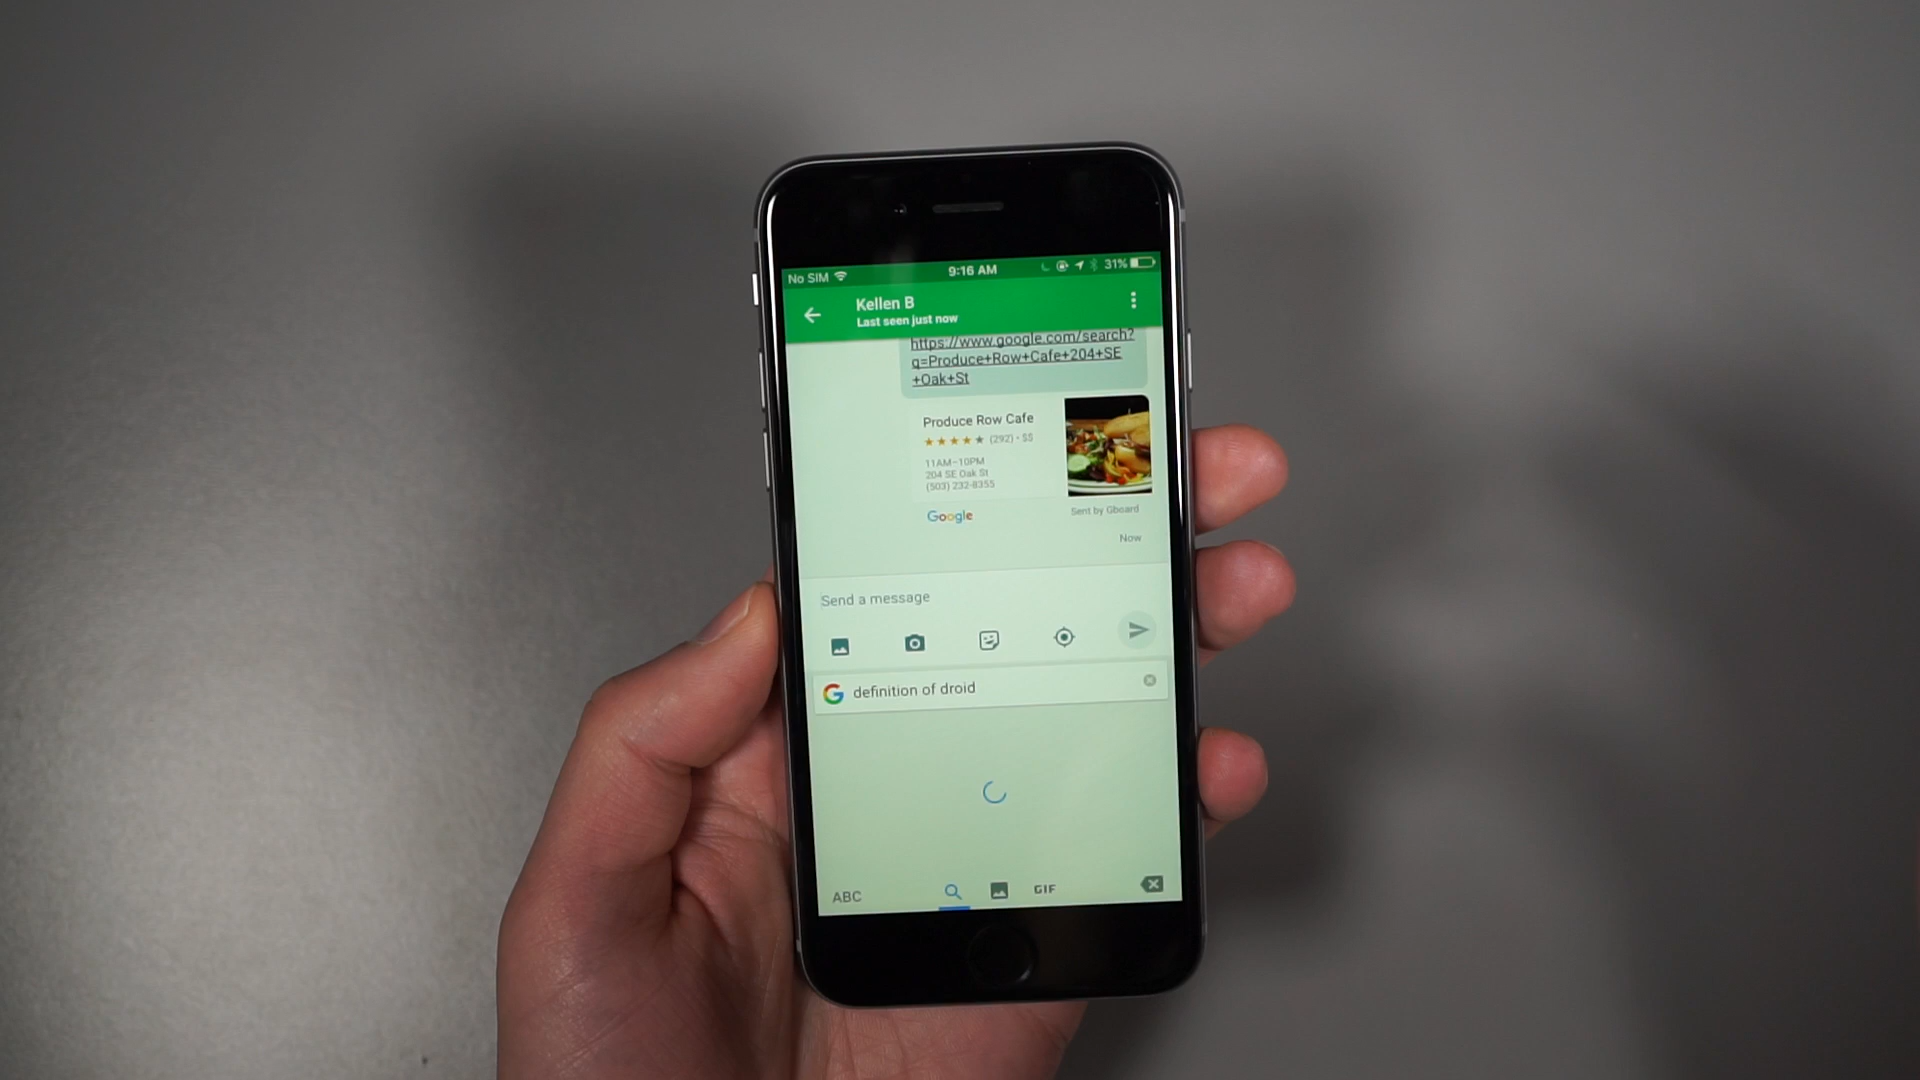 No SIM
9:16 AM
31%
Kellen B
Last seen just now
https://www.google.com/search?
q=Produce+Row+Cafe+204+SE
+Oak+St
Produce Row Cafe
(292) • $$
11AM–10PM
204 SE Oak St
(503) 232-8355
Google
Sent by Gboard
Now
Send a message
G definition of droid
ABC
GIF